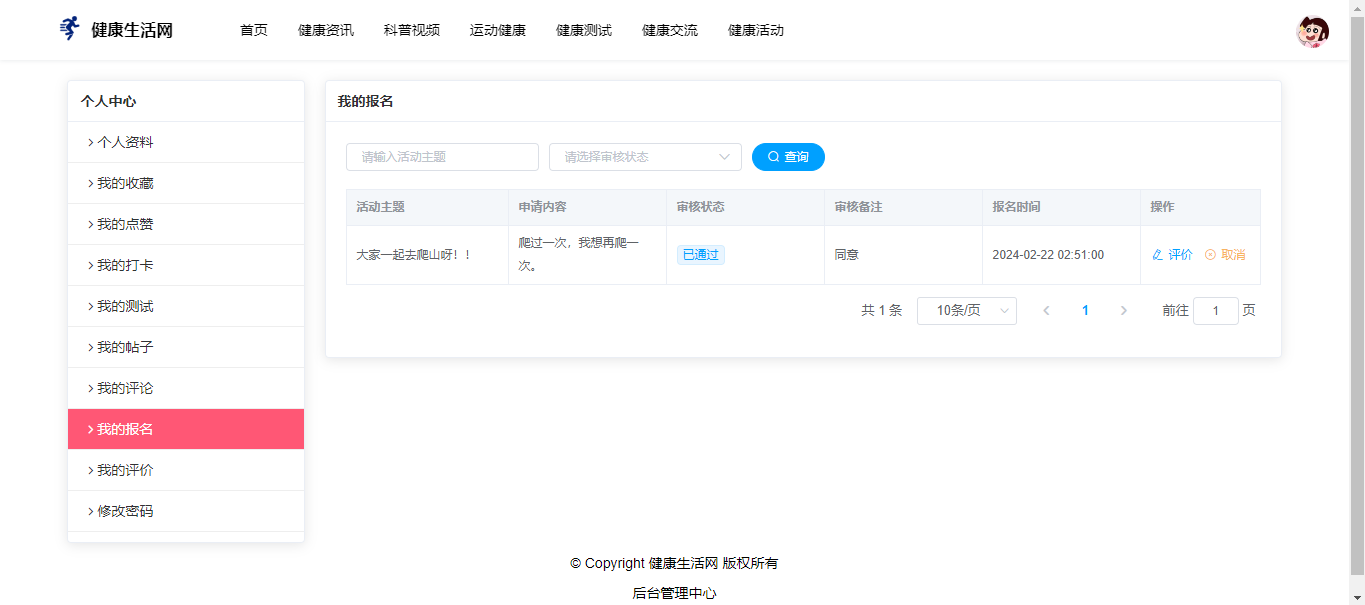 健康生活网
首页 健康资讯 科普视频 运动健康 健康测试 健康交流 健康活动
个人中心
个人资料
我的收藏
我的点赞
我的打卡
我的测试
我的帖子
我的评论
我的报名
我的评价
修改密码
我的报名
请输入活动主题 请选择审核状态 查询
活动主题 申请内容 审核状态 审核备注 报名时间 操作
大家一起去爬山呀！！ 爬过一次，我想再爬一 已通过 同意 2024-02-22 02:51:00 评价 取消
次。
共 1 条 10条/页 1 前往 1 页
© Copyright 健康生活网 版权所有
后台管理中心